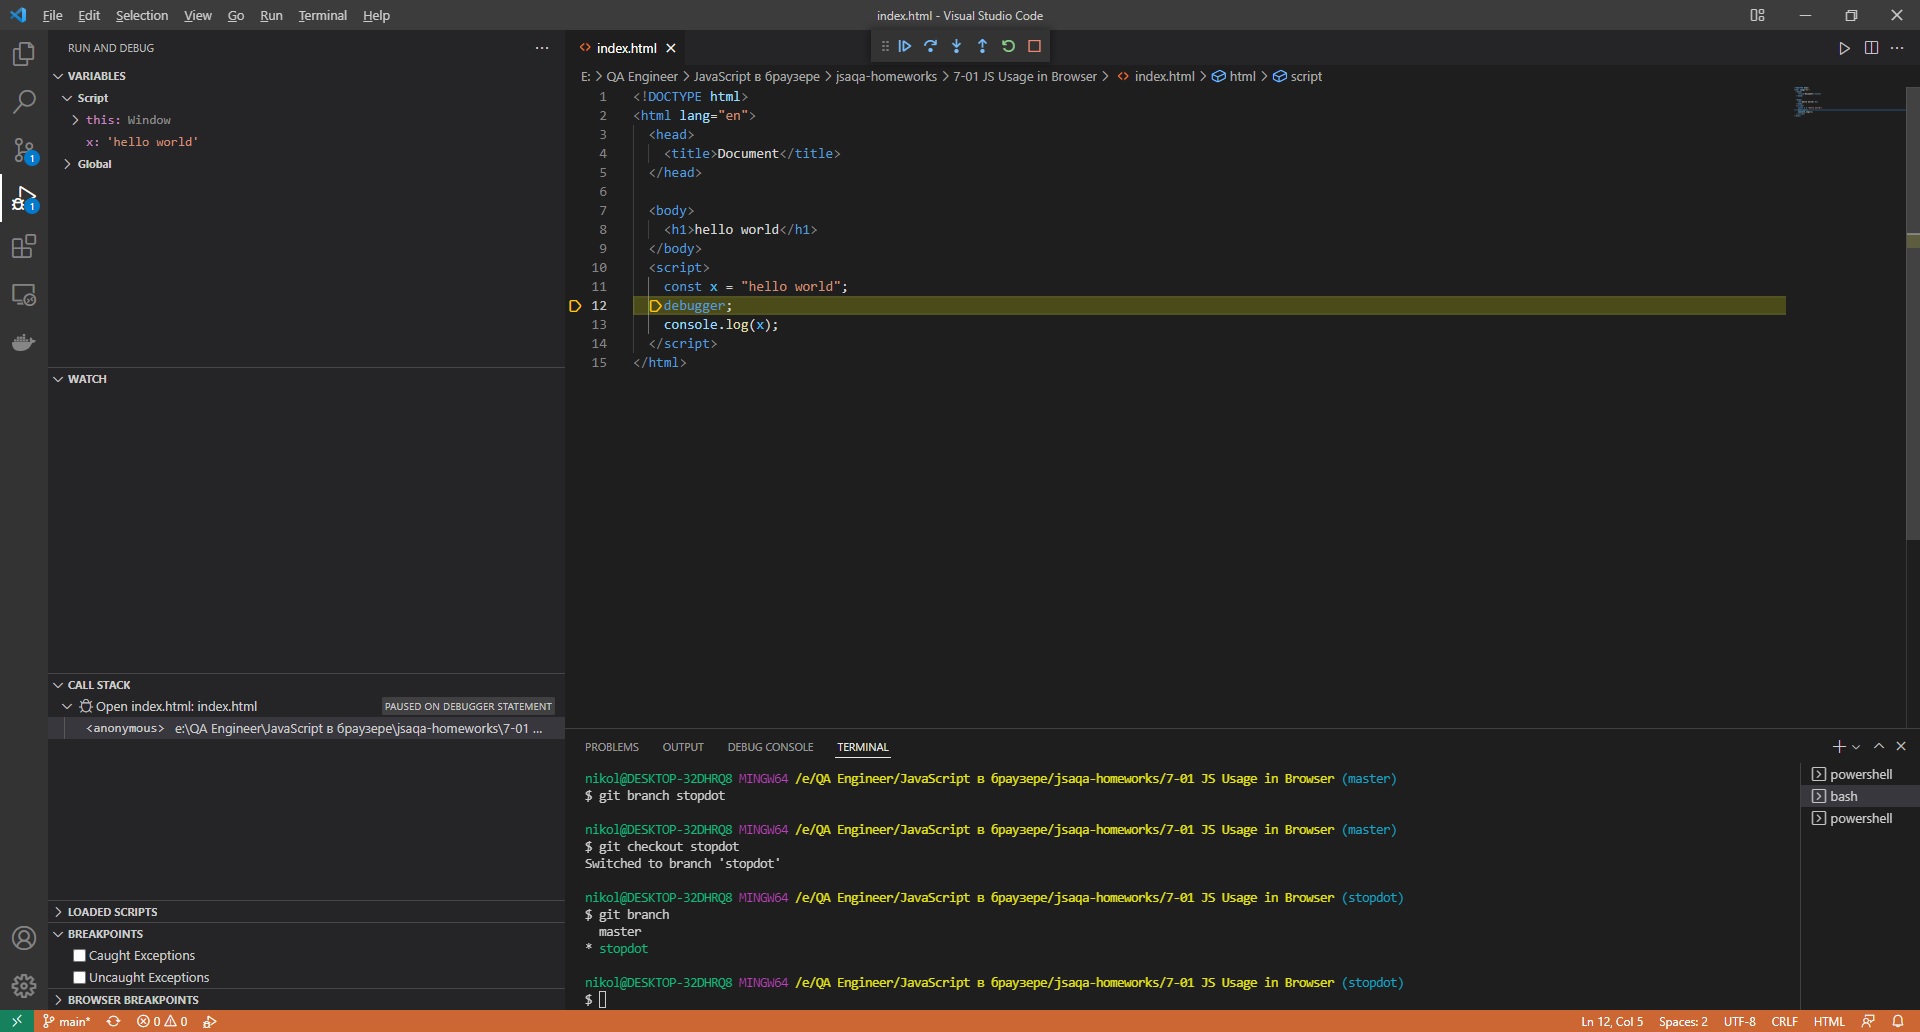 File Edit Selection View Go Run Terminal Help
index.html - Visual Studio Code
RUN AND DEBUG
VARIABLES
Script
this: Window
x: 'hello world'
Global
WATCH
CALL STACK
Open index.html: index.html PAUSED ON DEBUGGER STATEMENT
<anonymous> e:\QA Engineer\JavaScript в браузере\jsaqa-homeworks\7-01 ...
LOADED SCRIPTS
BREAKPOINTS
Caught Exceptions
Uncaught Exceptions
BROWSER BREAKPOINTS
index.html
E: > QA Engineer > JavaScript в браузере > jsaqa-homeworks > 7-01 JS Usage in Browser > index.html > html > script
1 <!DOCTYPE html>
2 <html lang="en">
3 <head>
4 <title>Document</title>
5 </head>
6
7 <body>
8 <h1>hello world</h1>
9 </body>
10 <script>
11 const x = "hello world";
12 debugger;
13 console.log(x);
14 </script>
15 </html>
PROBLEMS OUTPUT DEBUG CONSOLE TERMINAL
nikol@DESKTOP-32DHRQ8 MINGW64 /e/QA Engineer/JavaScript в браузере/jsaqa-homeworks/7-01 JS Usage in Browser (master)
$ git branch stopdot
nikol@DESKTOP-32DHRQ8 MINGW64 /e/QA Engineer/JavaScript в браузере/jsaqa-homeworks/7-01 JS Usage in Browser (master)
$ git checkout stopdot
Switched to branch 'stopdot'
nikol@DESKTOP-32DHRQ8 MINGW64 /e/QA Engineer/JavaScript в браузере/jsaqa-homeworks/7-01 JS Usage in Browser (stopdot)
$ git branch
master
* stopdot
nikol@DESKTOP-32DHRQ8 MINGW64 /e/QA Engineer/JavaScript в браузере/jsaqa-homeworks/7-01 JS Usage in Browser (stopdot)
$
powershell
bash
powershell
1
1
main* 0 0
Ln 12, Col 5 Spaces: 2 UTF-8 CRLF HTML